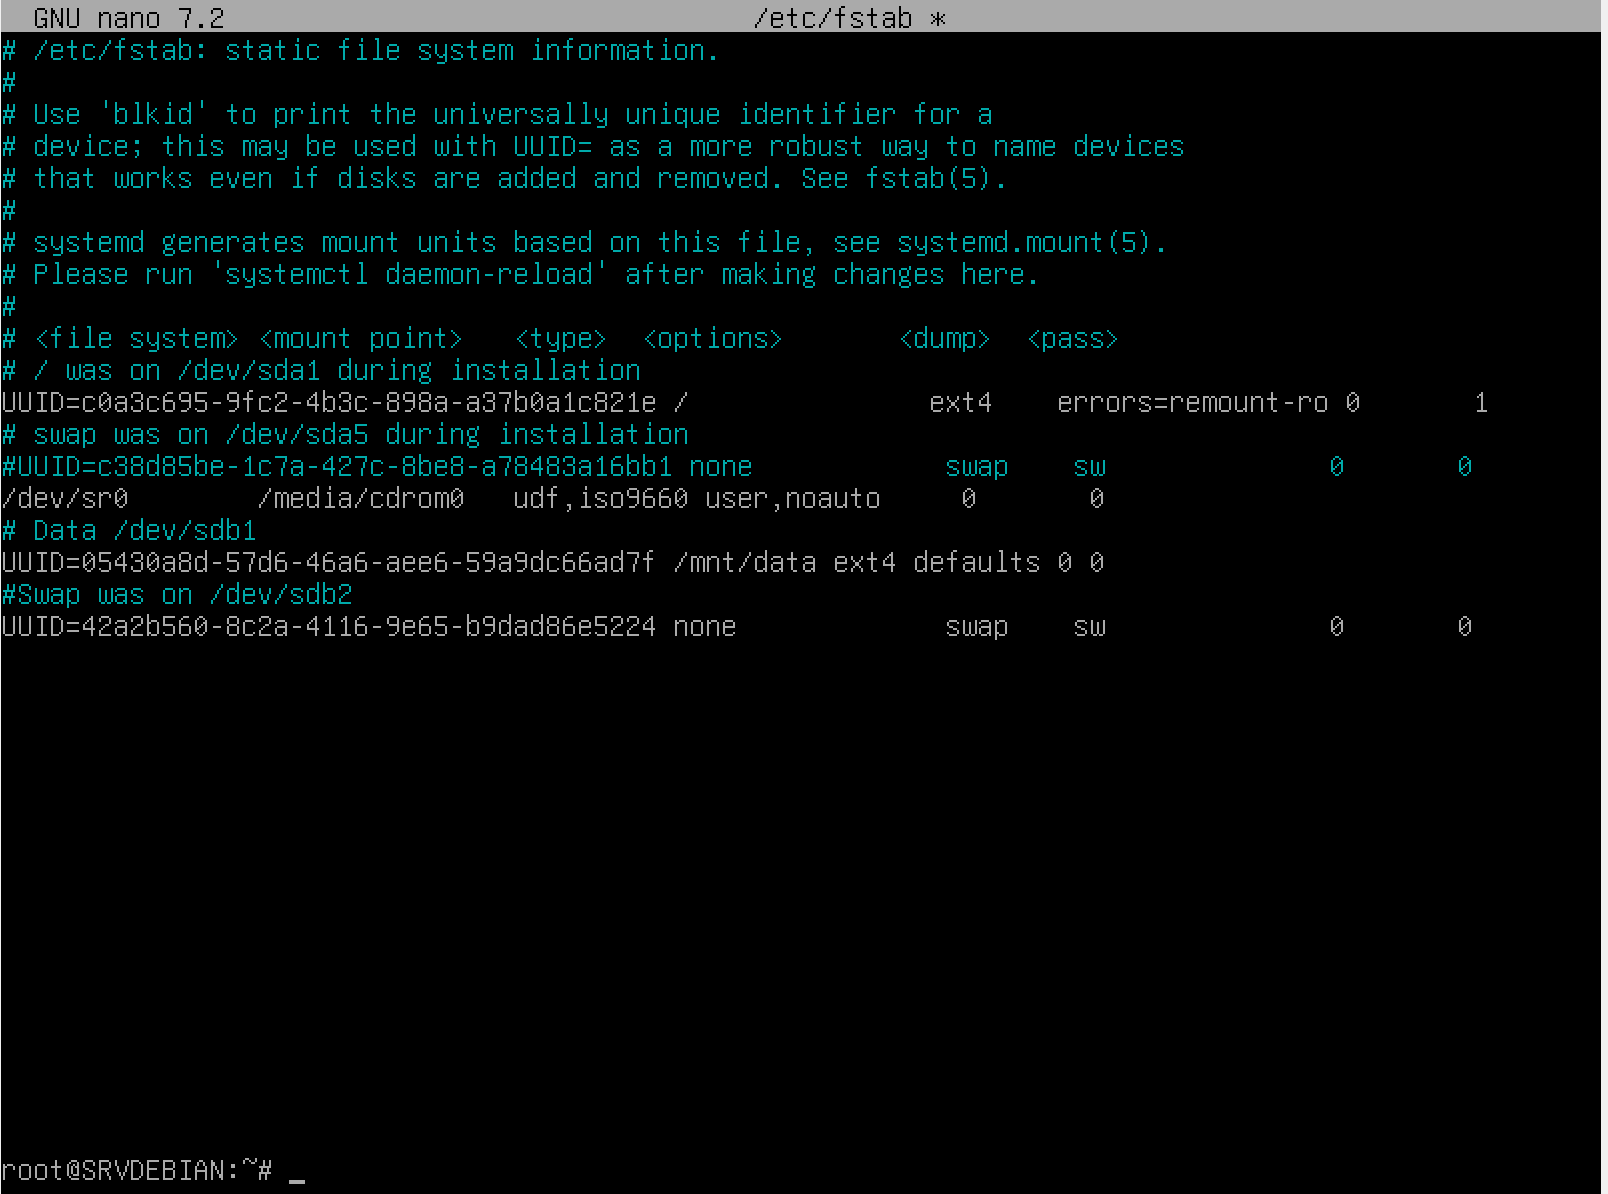 GNU nano 7.2 /etc/fstab *
# /etc/fstab: static file system information.
#
# Use 'blkid' to print the universally unique identifier for a
# device; this may be used with UUID= as a more robust way to name devices
# that works even if disks are added and removed. See fstab(5).
#
# systemd generates mount units based on this file, see systemd.mount(5).
# Please run 'systemctl daemon-reload' after making changes here.
#
# <file system> <mount point>   <type>  <options>       <dump>  <pass>
# / was on /dev/sda1 during installation
UUID=c0a3c695-9fc2-4b3c-898a-a37b0a1c821e /               ext4    errors=remount-ro 0       1
# swap was on /dev/sda5 during installation
#UUID=c38d85be-1c7a-427c-8be8-a78483a16bb1 none            swap    sw              0       0
/dev/sr0        /media/cdrom0   udf,iso9660 user,noauto     0       0
# Data /dev/sdb1
UUID=05430a8d-57d6-46a6-aee6-59a9dc66ad7f /mnt/data ext4 defaults 0 0
#Swap was on /dev/sdb2
UUID=42a2b560-8c2a-4116-9e65-b9dad86e5224 none             swap    sw              0       0
root@SRVDEBIAN:~# _